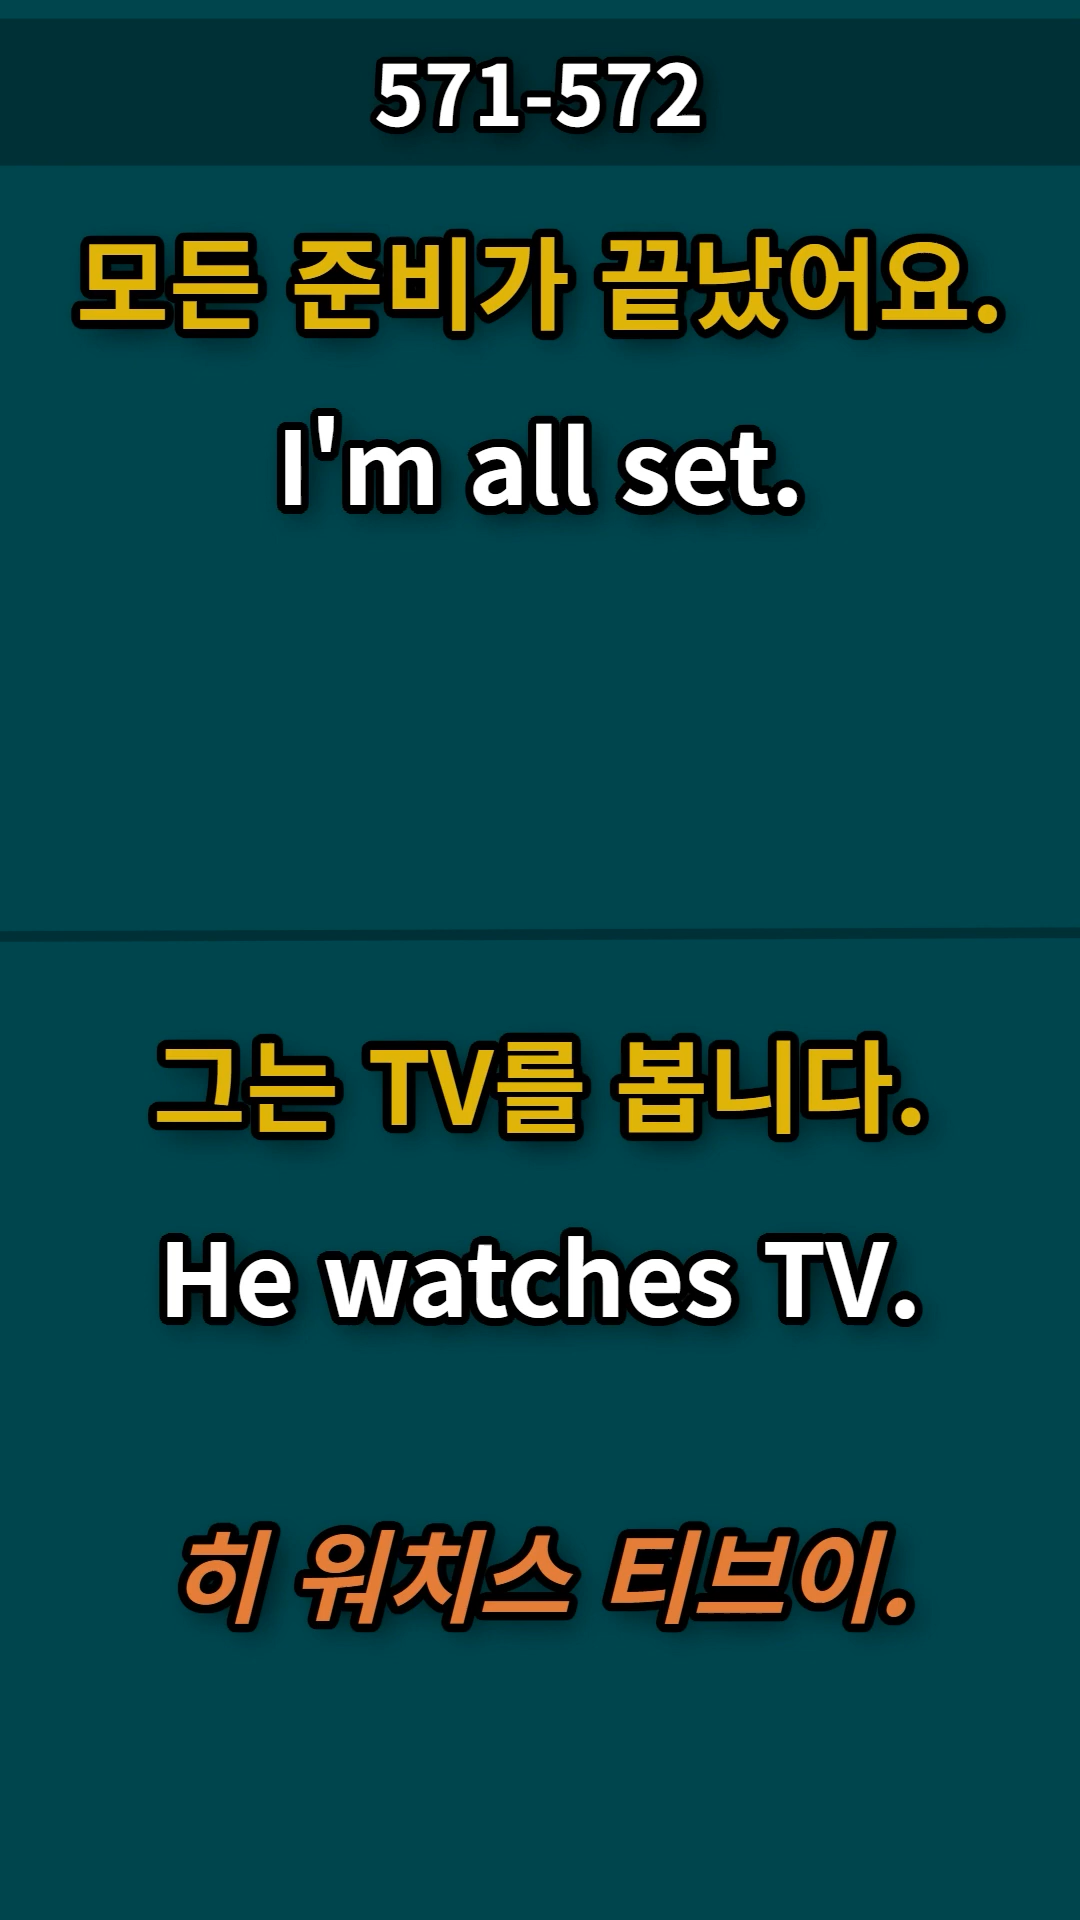 571-572
모든 준비가 끝났어요.
I'm all set.
그는 TV를 봅니다.
He watches TV.
히 워치스 티브이.